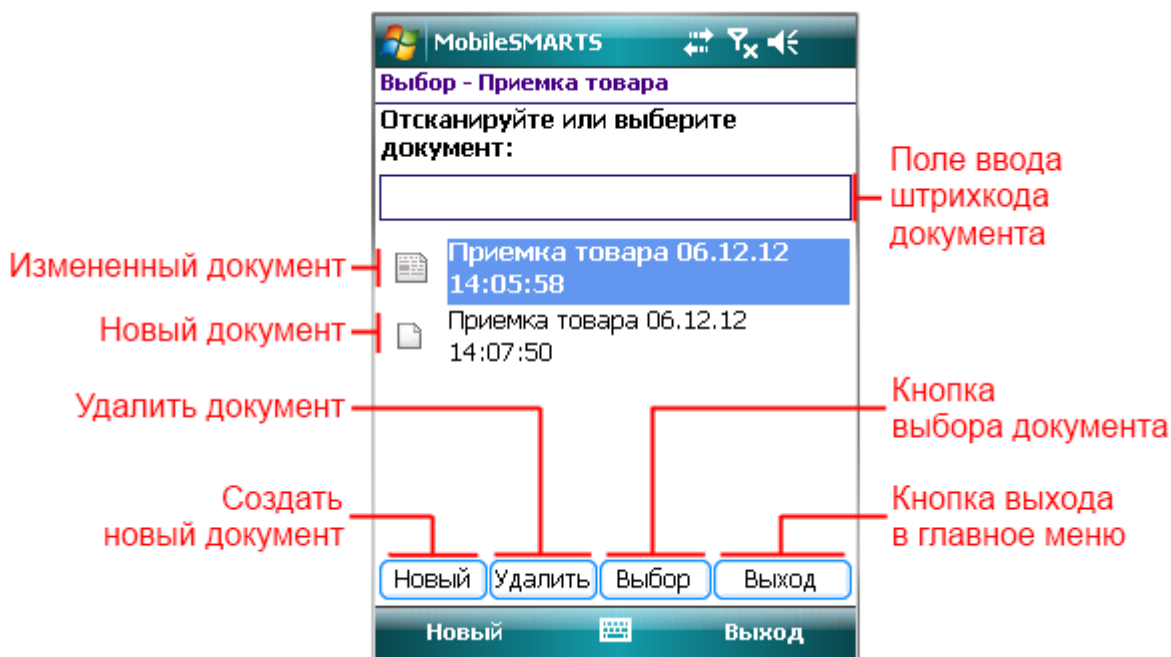 MobileSMARTS
Выбор - Приемка товара
Отсканируйте или выберите
документ:
Поле ввода
штрихкода
документа
Измененный документ
Приемка товара 06.12.12
14:05:58
Новый документ
Приемка товара 06.12.12
14:07:50
Удалить документ
Кнопка
выбора документа
Создать
новый документ
Кнопка выхода
в главное меню
Новый Удалить Выбор Выход
Новый Выход